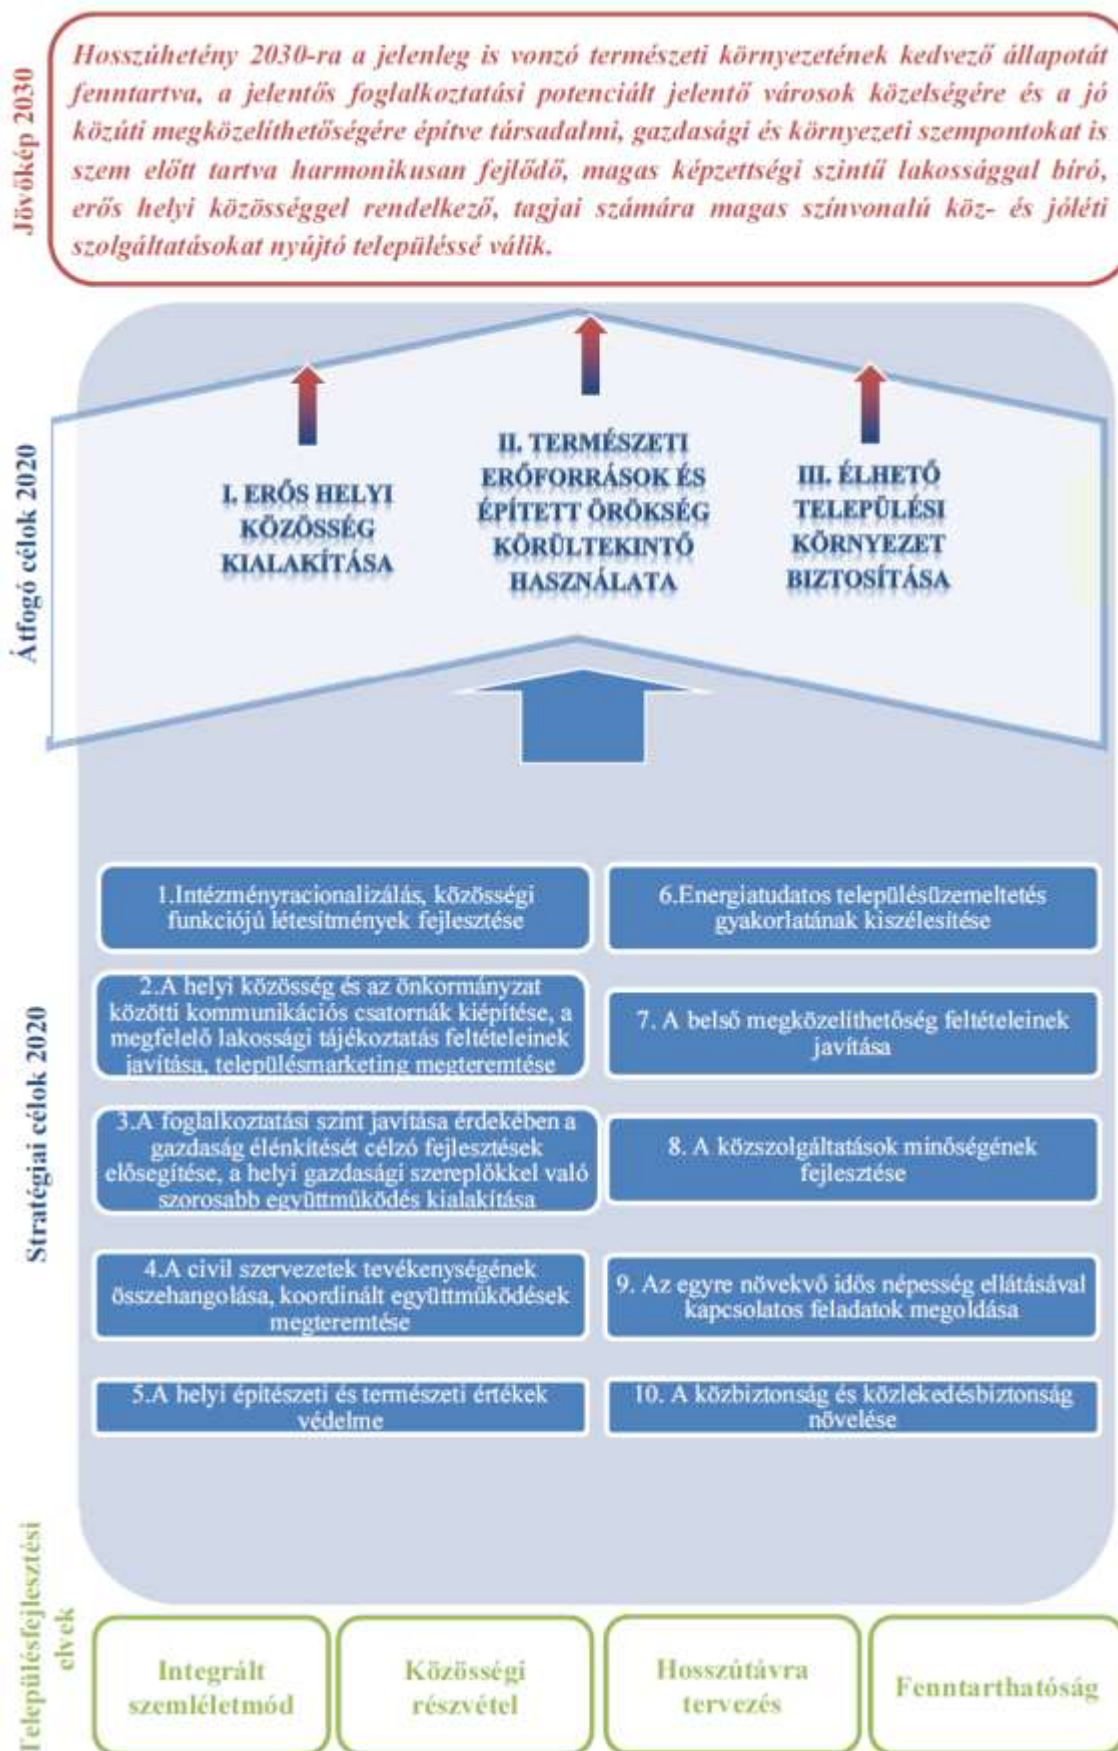 Jövőkép 2030
Hosszúhetény 2030-ra a jelenleg is vonzó természeti környezetének kedvező állapotát
fenntartva, a jelentős foglalkoztatási potenciált jelentő városok közelségére és a jó
közúti megközelíthetőségére építve társadalmi, gazdasági és környezeti szempontokat is
szem előtt tartva harmonikusan fejlődő, magas képzettségi szintű lakossággal bíró,
erős helyi közösséggel rendelkező, tagjai számára magas színvonalú köz- és jóléti
szolgáltatásokat nyújtó településsé válik.
Átfogó célok 2020
I. ERŐS HELYI
KÖZÖSSÉG
KIALAKÍTÁSA
II. TERMÉSZETI
ERŐFORRÁSOK ÉS
ÉPÍTETT ÖRÖKSÉG
KÖRÜLTEKINTŐ
HASZNÁLATA
III. ÉLHETŐ
TELEPÜLÉSI
KÖRNYEZET
BIZTOSÍTÁSA
Stratégiai célok 2020
1.Intézményracionalizálás, közösségi
funkciójú létesítmények fejlesztése
2.A helyi közösség és az önkormányzat
közötti kommunikációs csatornák kiépítése, a
megfelelő lakossági tájékoztatás feltételeinek
javítása, településmarketing megteremtése
3.A foglalkoztatási szint javítása érdekében a
gazdaság élénkítését célzó fejlesztések
elősegítése, a helyi gazdasági szereplőkkel való
szorosabb együttműködés kialakítása
4.A civil szervezetek tevékenységének
összehangolása, koordinált együttműködések
megteremtése
5.A helyi építészeti és természeti értékek
védelme
6.Energiatudatos településüzemeltetés
gyakorlatának kiszélesítése
7. A belső megközelíthetőség feltételeinek
javítása
8. A közszolgáltatások minőségének
fejlesztése
9. Az egyre növekvő idős népesség ellátásával
kapcsolatos feladatok megoldása
10. A közbiztonság és közlekedésbiztonság
növelése
Településfejlesztési
elvek
Integrált
szemléletmód
Közösségi
részvétel
Hosszútávra
tervezés
Fenntarthatóság